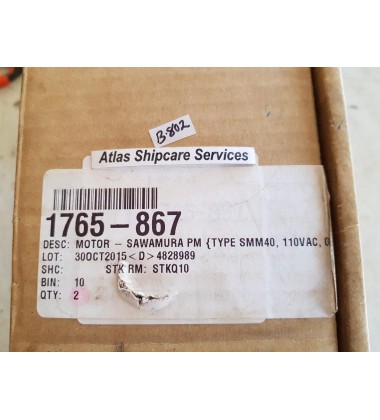 B-802
Atlas Shipcare Services
1765-867
DESC: MOTOR - SAWAMURA PM {TYPE SMM40, 110VAC,
LOT: 30OCT2015<D>4828989
SHC: STK RM: STKQ10
BIN: 10
QTY: 2